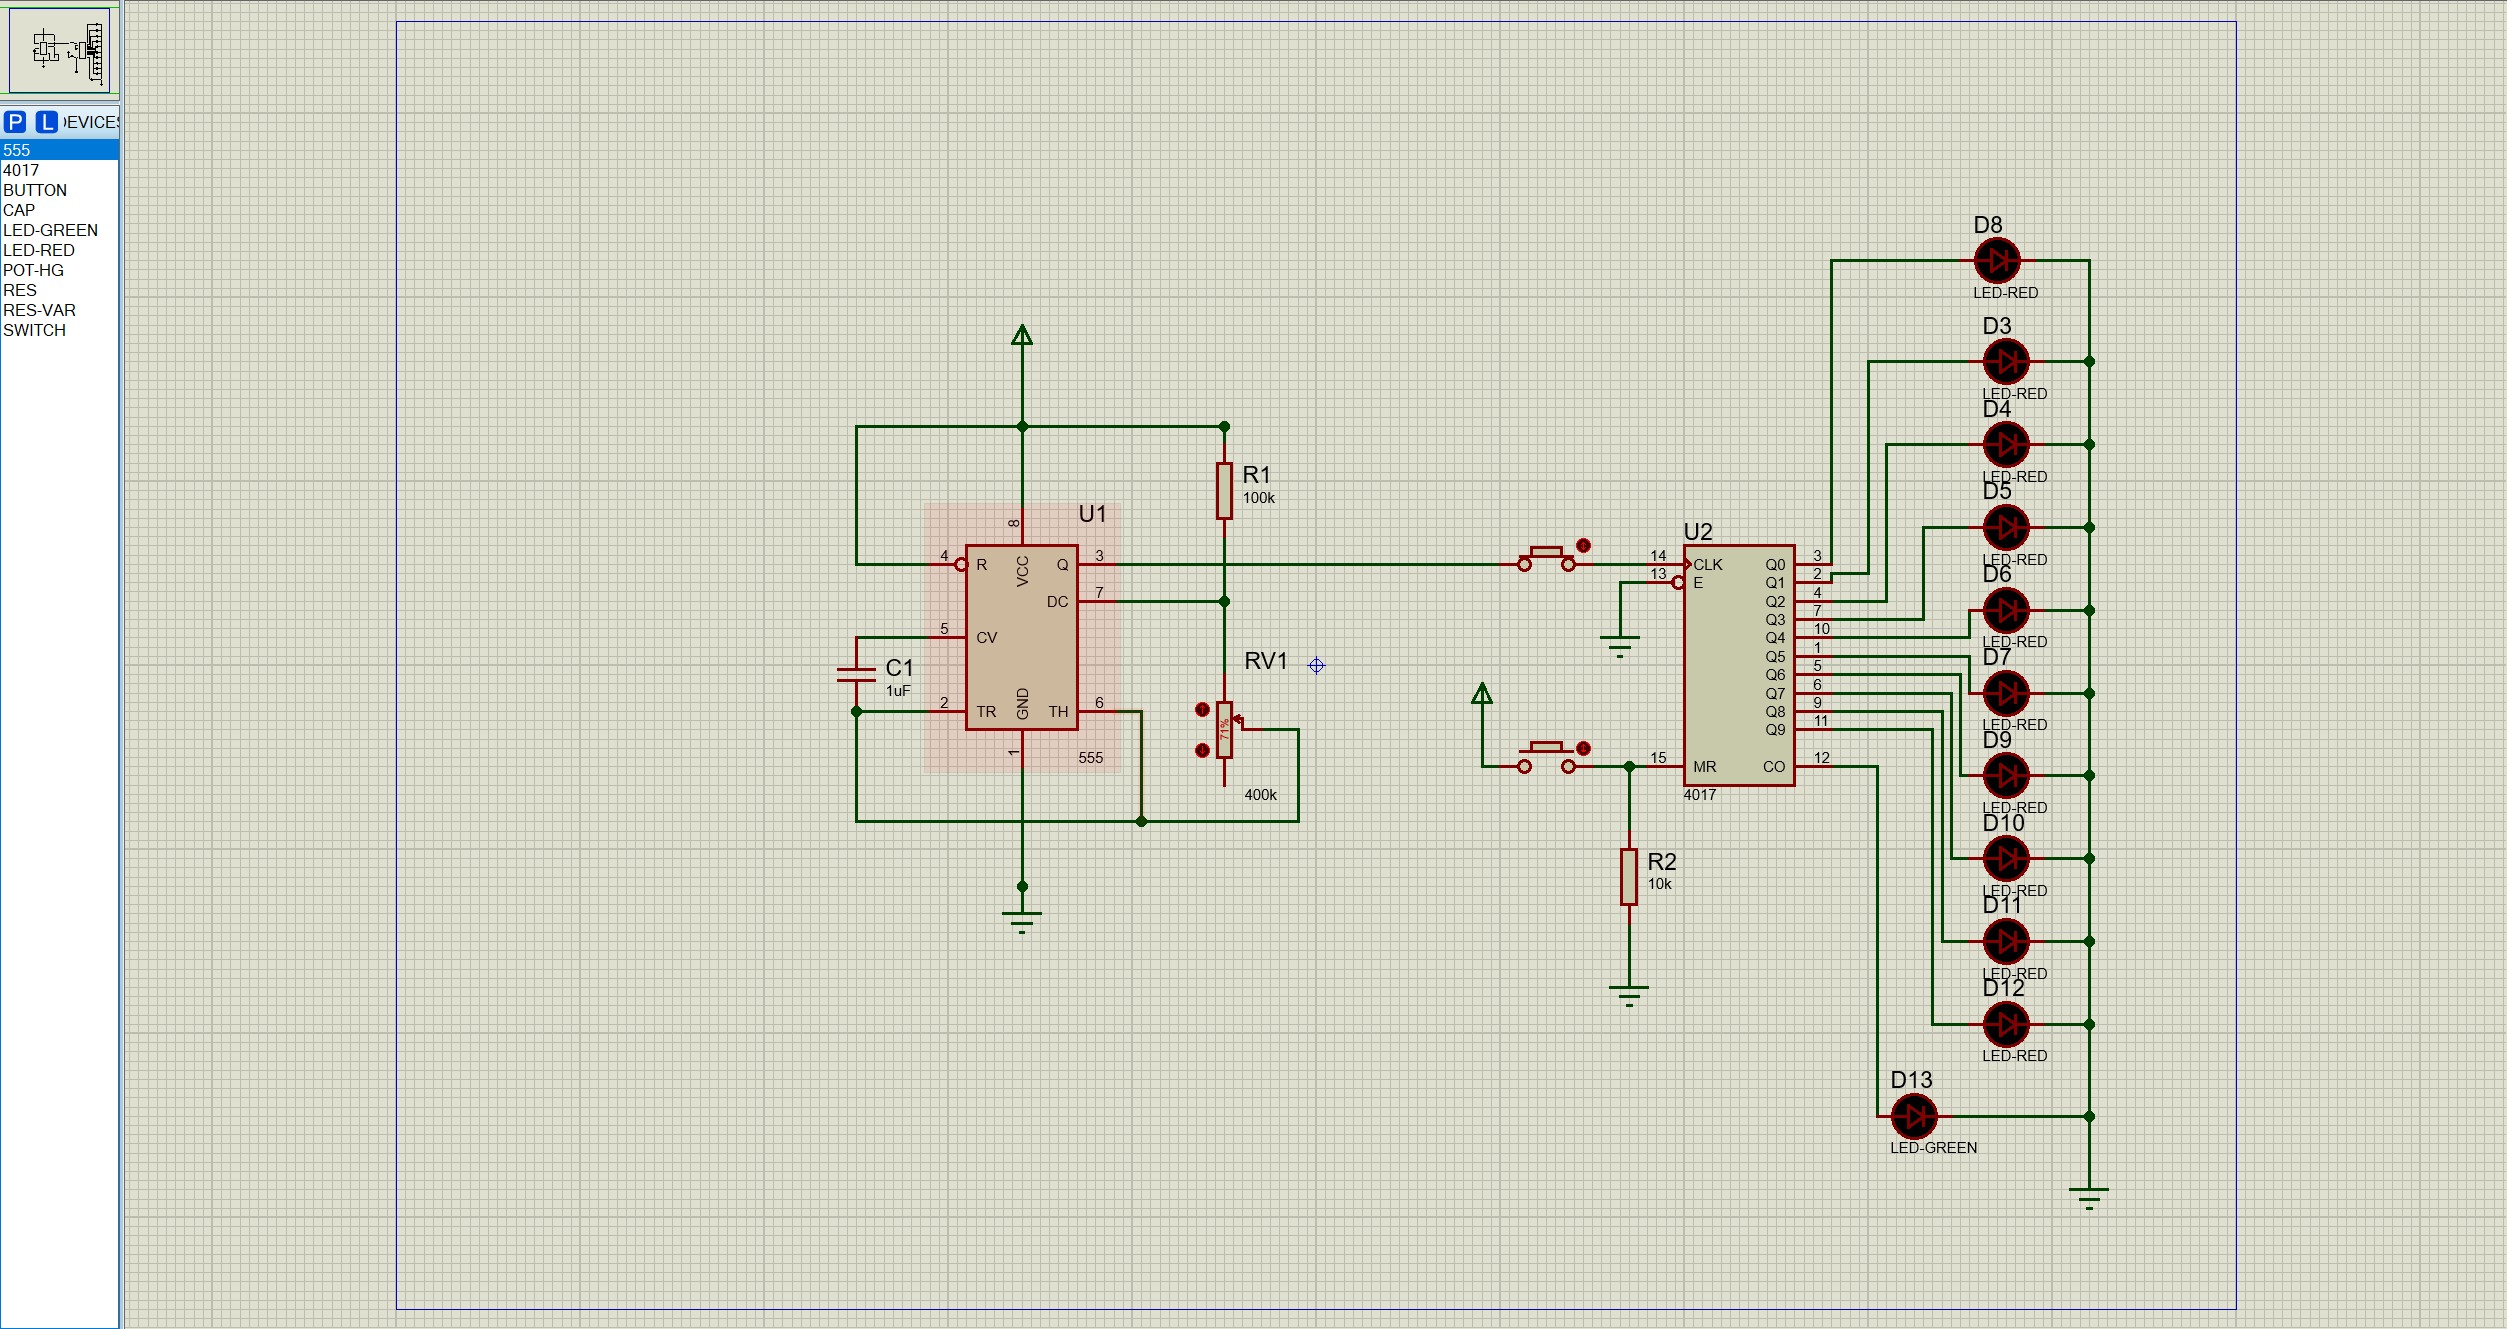 P L DEVICES
555
4017
BUTTON
CAP
LED-GREEN
LED-RED
POT-HG
RES
RES-VAR
SWITCH
U1
8
VCC
4
R
Q
3
DC
7
5
CV
2
TR
GND
TH
6
1
555
C1
1uF
R1
100k
RV1
71%
400k
U2
14
CLK
13
E
15
MR
4017
Q0
3
Q1
2
Q2
4
Q3
7
Q4
10
Q5
1
Q6
5
Q7
6
Q8
9
Q9
11
CO
12
R2
10k
D8
LED-RED
D3
LED-RED
D4
LED-RED
D5
LED-RED
D6
LED-RED
D7
LED-RED
D9
LED-RED
D10
LED-RED
D11
LED-RED
D12
LED-RED
D13
LED-GREEN